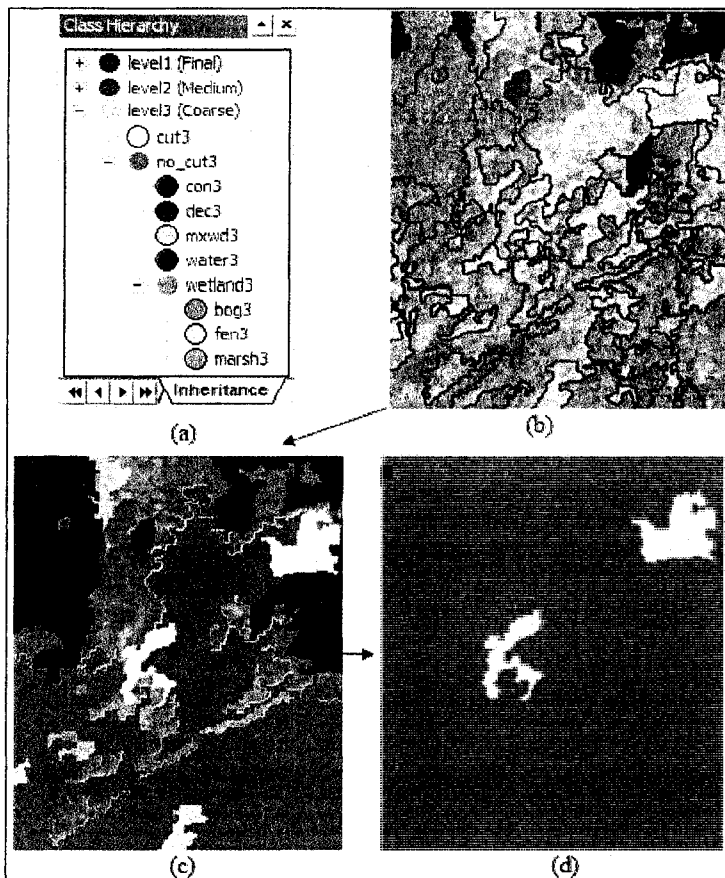 Class Hierarchy
level1 (Final)
level2 (Medium)
level3 (Coarse)
cut3
no_cut3
con3
dec3
mxwd3
water3
wetland3
bog3
fen3
marsh3
Inheritance
(a)
(b)
(c)
(d)